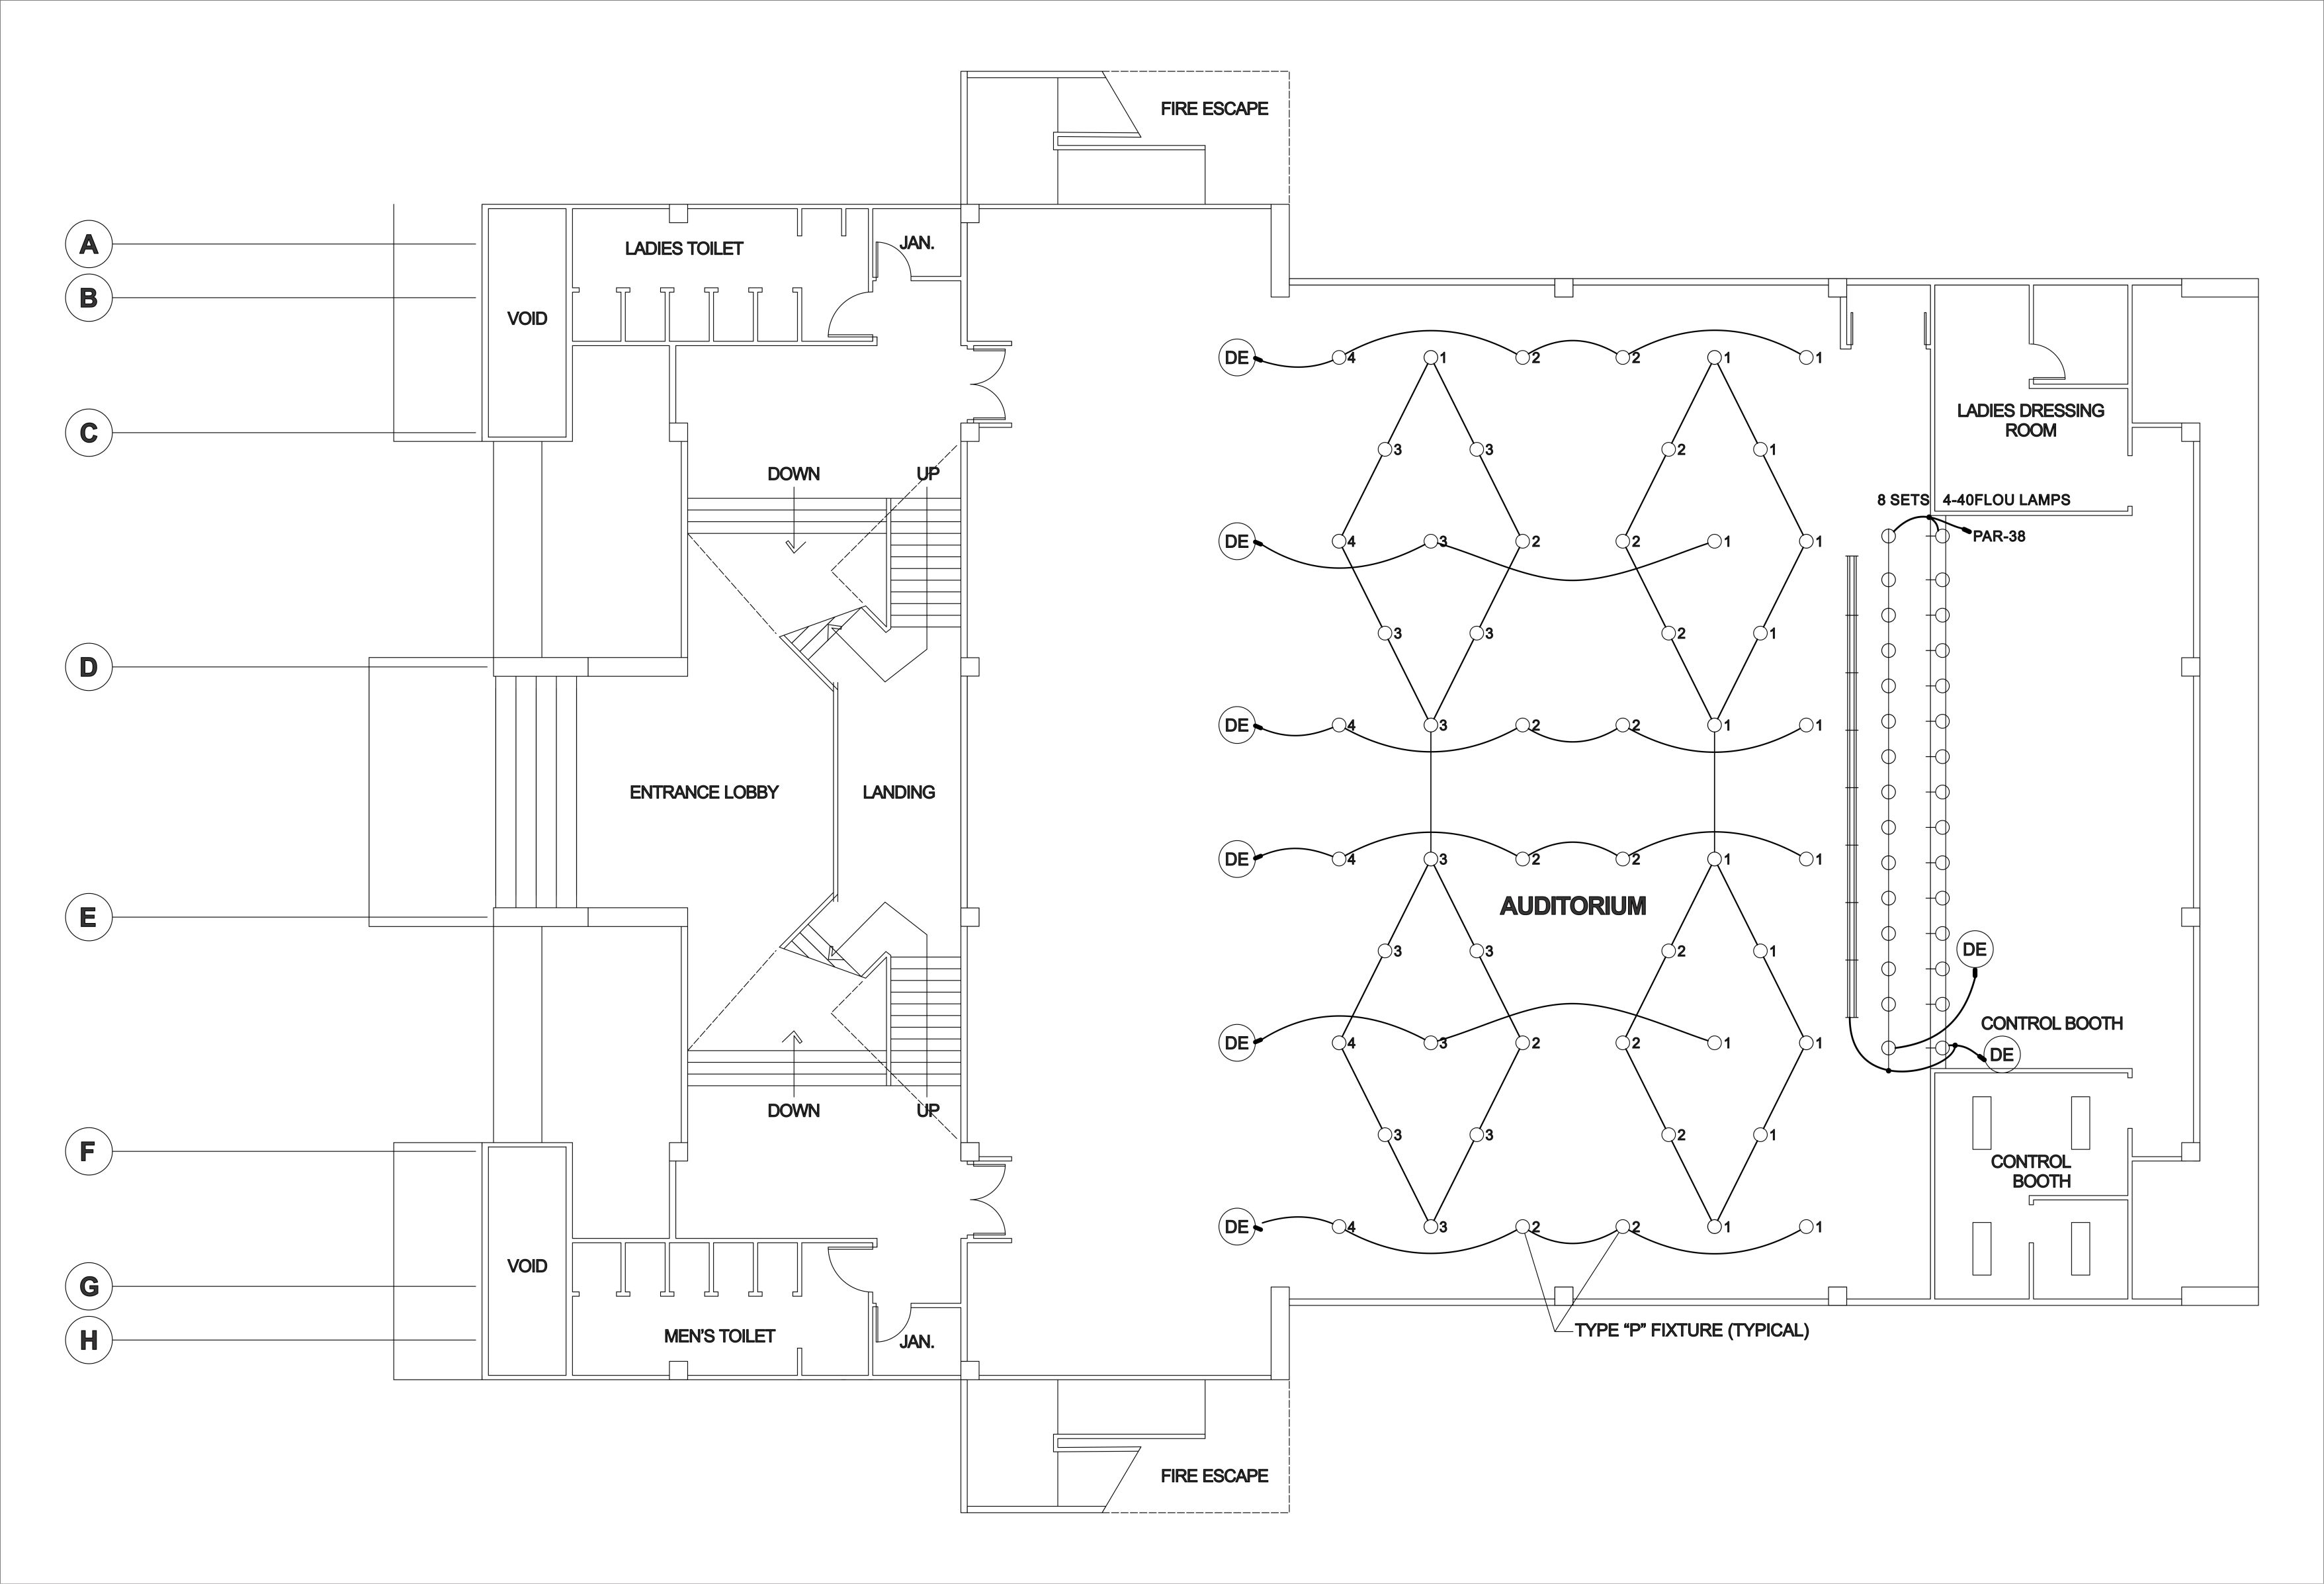 FIRE ESCAPE
A
LADIES TOILET
JAN.
B
VOID
DE 4 1 2 2 1 1
LADIES DRESSING
ROOM
C
3 3 2 1
DOWN
UP
8 SETS
4-40FLOU LAMPS
PAR-38
DE 4 3 2 2 1 1
3 3 2 1
D
DE 4 3 2 2 1 1
ENTRANCE LOBBY
LANDING
DE 4 3 2 2 1 1
AUDITORIUM
E
3 3 2 1
DE
CONTROL BOOTH
DE 4 3 2 2 1 1
DE
DOWN
UP
3 3 2 1
F
CONTROL
BOOTH
DE 4 3 2 2 1 1
VOID
G
TYPE “P” FIXTURE (TYPICAL)
MEN'S TOILET
JAN.
H
FIRE ESCAPE